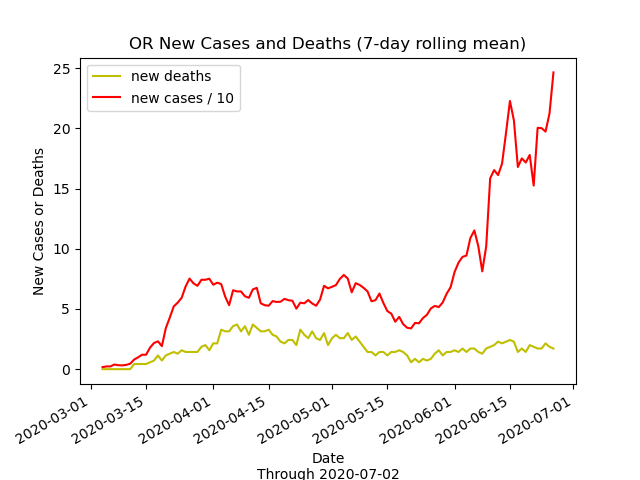 OR New Cases and Deaths (7-day rolling mean)
new deaths
new cases / 10
New Cases or Deaths
25
20
15
10
5
0
2020-03-01
2020-03-15
2020-04-01
2020-04-15
2020-05-01
2020-05-15
2020-06-01
2020-06-15
2020-07-01
Date
Through 2020-07-02